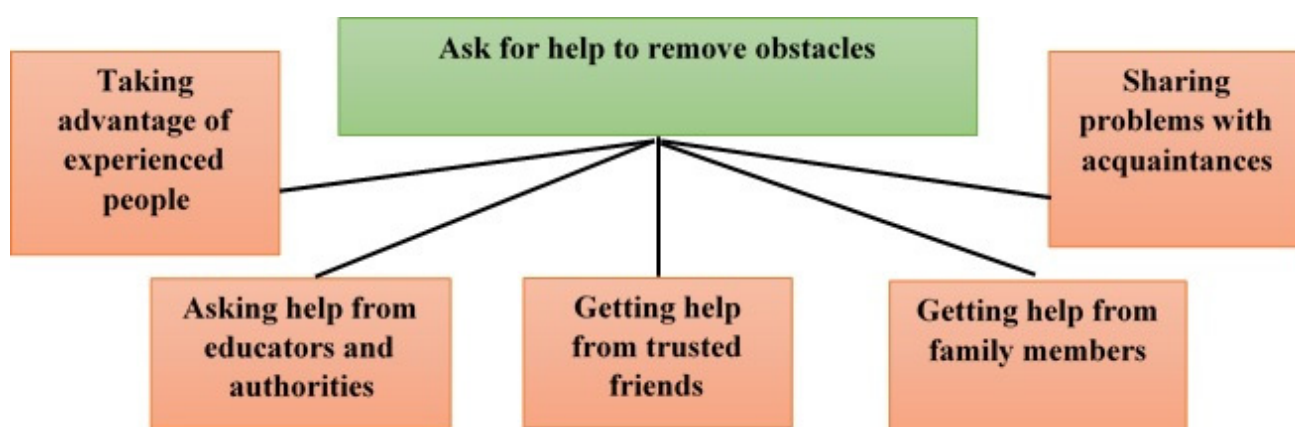 Ask for help to remove obstacles
Taking
advantage of
experienced
people
Sharing
problems with
acquaintances
Asking help from
educators and
authorities
Getting help
from trusted
friends
Getting help from
family members